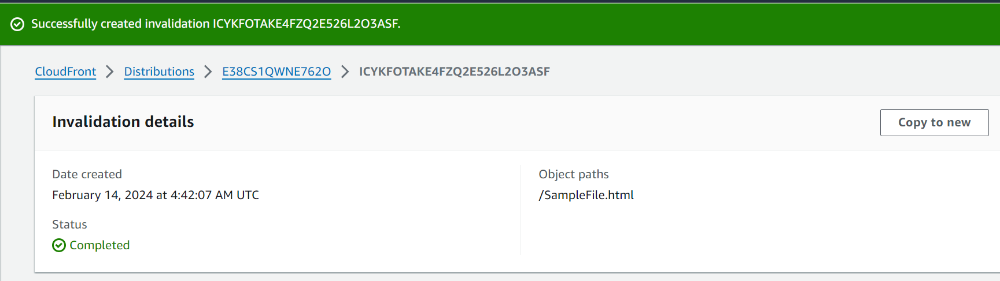 Successfully created invalidation ICYKFOTAKE4FZQ2E526L2O3ASF.
CloudFront Distributions E38CS1QWNE762O ICYKFOTAKE4FZQ2E526L2O3ASF
Invalidation details
Copy to new
Date created
February 14, 2024 at 4:42:07 AM UTC
Status
Completed
Object paths
/SampleFile.html